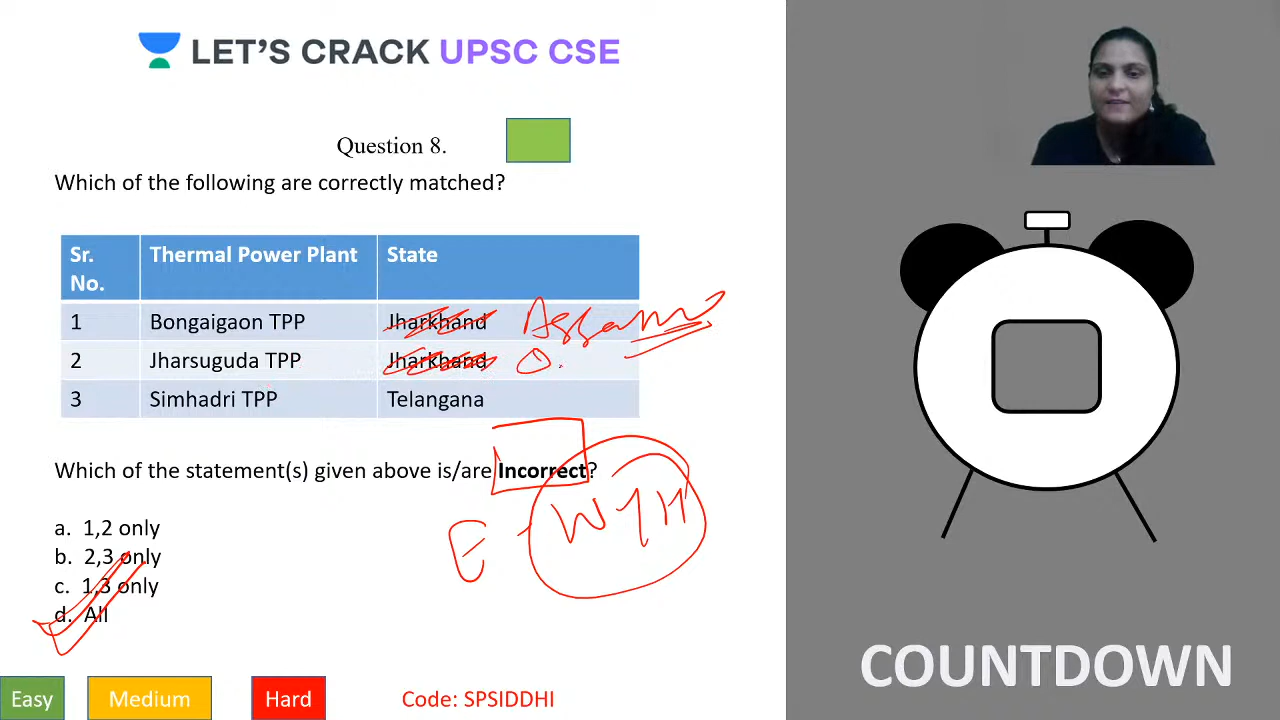 LET'S CRACK UPSC CSE
Question 8.
Which of the following are correctly matched?
Sr. No. Thermal Power Plant State
1 Bongaigaon TPP Jharkhand Assam
2 Jharsuguda TPP Jharkhand O.
3 Simhadri TPP Telangana
Which of the statement(s) given above is/are Incorrect?
a. 1,2 only
b. 2,3 only
c. 1,3 only
d. All
Easy Medium Hard Code: SPSIDDHI
COUNTDOWN